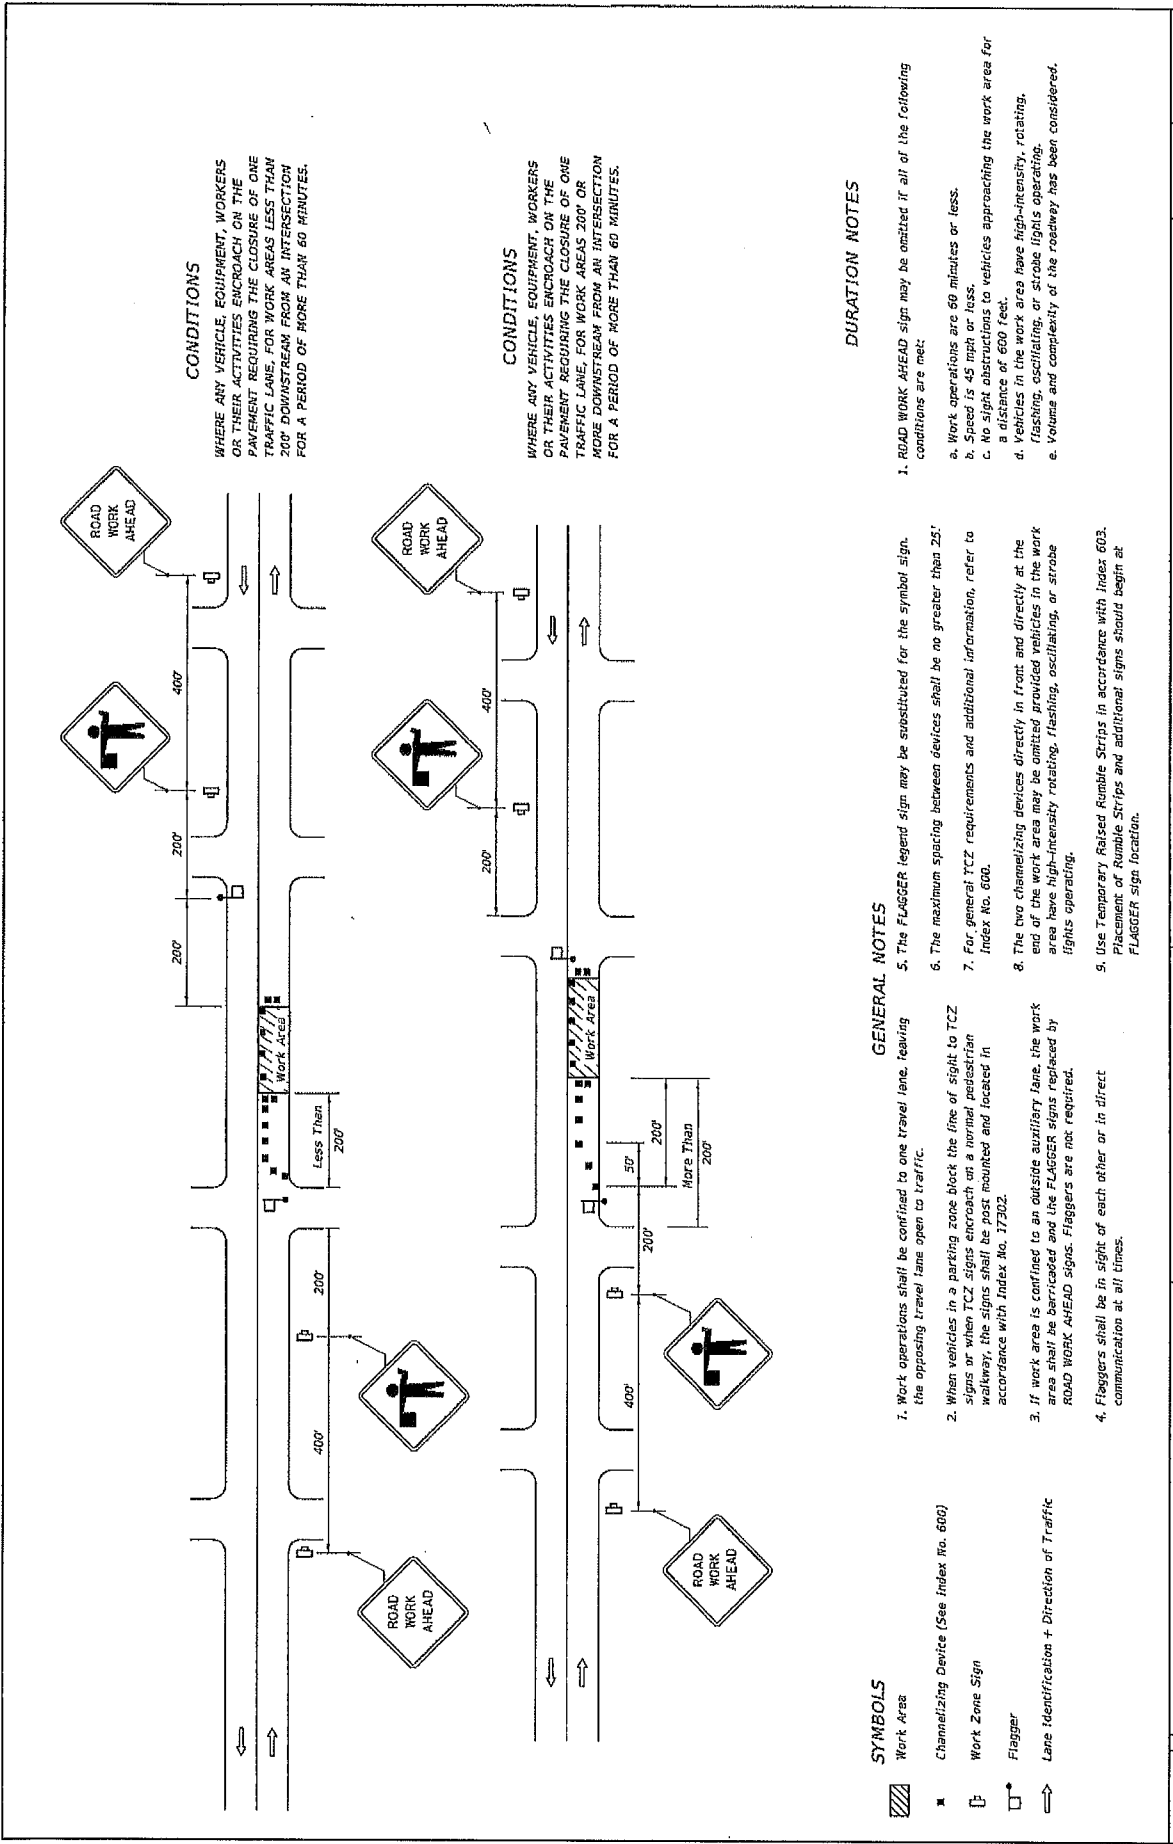 ROAD
WORK
AHEAD
200'
200'
400'
Work Area
Less Than
200'
200'
400'
ROAD
WORK
AHEAD
CONDITIONS
WHERE ANY VEHICLE, EQUIPMENT, WORKERS
OR THEIR ACTIVITIES ENCROACH ON THE
PAVEMENT REQUIRING THE CLOSURE OF ONE
TRAFFIC LANE, FOR WORK AREAS LESS THAN
200' DOWNSTREAM FROM AN INTERSECTION
FOR A PERIOD OF MORE THAN 60 MINUTES.
ROAD
WORK
AHEAD
200'
400'
Work Area
50'
200'
More Than
200'
200'
400'
ROAD
WORK
AHEAD
CONDITIONS
WHERE ANY VEHICLE, EQUIPMENT, WORKERS
OR THEIR ACTIVITIES ENCROACH ON THE
PAVEMENT REQUIRING THE CLOSURE OF ONE
TRAFFIC LANE, FOR WORK AREAS 200' OR
MORE DOWNSTREAM FROM AN INTERSECTION
FOR A PERIOD OF MORE THAN 60 MINUTES.
SYMBOLS
Work Area
Channelizing Device (See Index No. 600)
Work Zone Sign
Flagger
Lane Identification + Direction of Traffic
GENERAL NOTES
1. Work operations shall be confined to one travel lane, leaving
the opposing travel lane open to traffic.
2. When vehicles in a parking zone block the line of sight to TCZ
signs or when TCZ signs encroach on a normal pedestrian
walkway, the signs shall be post mounted and located in
accordance with Index No. 17302.
3. If work area is confined to an outside auxiliary lane, the work
area shall be barricaded and the FLAGGER signs replaced by
ROAD WORK AHEAD signs. Flaggers are not required.
4. Flaggers shall be in sight of each other or in direct
communication at all times.
5. The FLAGGER legend sign may be substituted for the symbol sign.
6. The maximum spacing between devices shall be no greater than 25'.
7. For general TCZ requirements and additional information, refer to
Index No. 600.
8. The two channelizing devices directly in front and directly at the
end of the work area may be omitted provided vehicles in the work
area have high-intensity rotating, flashing, oscillating, or strobe
lights operating.
9. Use Temporary Raised Rumble Strips in accordance with Index 603.
Placement of Rumble Strips and additional signs should begin at
FLAGGER sign location.
DURATION NOTES
1. ROAD WORK AHEAD sign may be omitted if all of the following
conditions are met:
a. Work operations are 60 minutes or less.
b. Speed is 45 mph or less.
c. No sight obstructions to vehicles approaching the work area for
a distance of 600 feet.
d. Vehicles in the work area have high-intensity, rotating,
flashing, oscillating, or strobe lights operating.
e. Volume and complexity of the roadway has been considered.